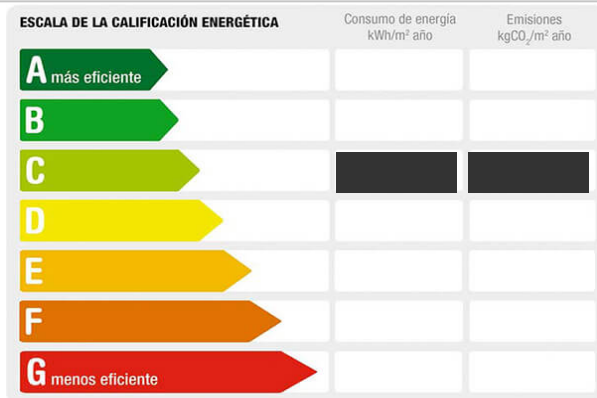 ESCALA DE LA CALIFICACIÓN ENERGÉTICA
Consumo de energía
kWh/m² año
Emisiones
kgCO₂/m² año
A más eficiente
B
C
D
E
F
G menos eficiente